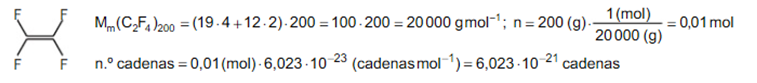 F F
M_m(C₂F₄)₂₀₀ = (19 · 4 + 12 · 2) · 200 = 100 · 200 = 20 000 g mol⁻¹; n = 200 (g) · 1(mol) / 20 000 (g) = 0,01 mol
F F
n.º cadenas = 0,01 (mol) · 6,023 · 10⁻²³ (cadenas mol⁻¹) = 6,023 · 10⁻²¹ cadenas